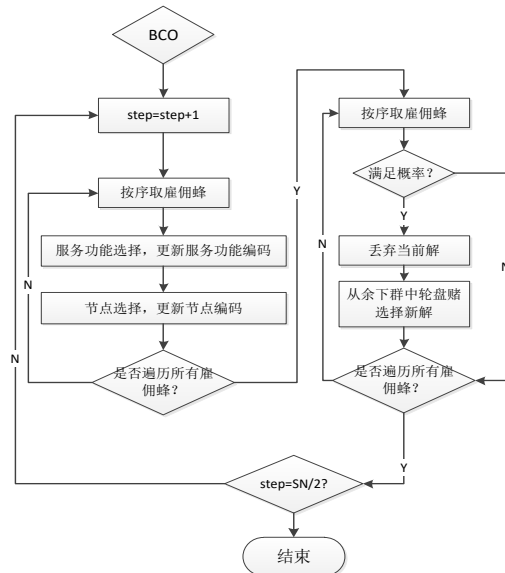 BCO
step=step+1
按序取雇佣蜂
服务功能选择，更新服务功能编码
节点选择，更新节点编码
是否遍历所有雇
佣蜂？
N
N
Y
按序取雇佣蜂
满足概率？
Y
丢弃当前解
从余下群中轮盘赌
选择新解
是否遍历所有雇
佣蜂？
N
N
Y
step=SN/2?
结束